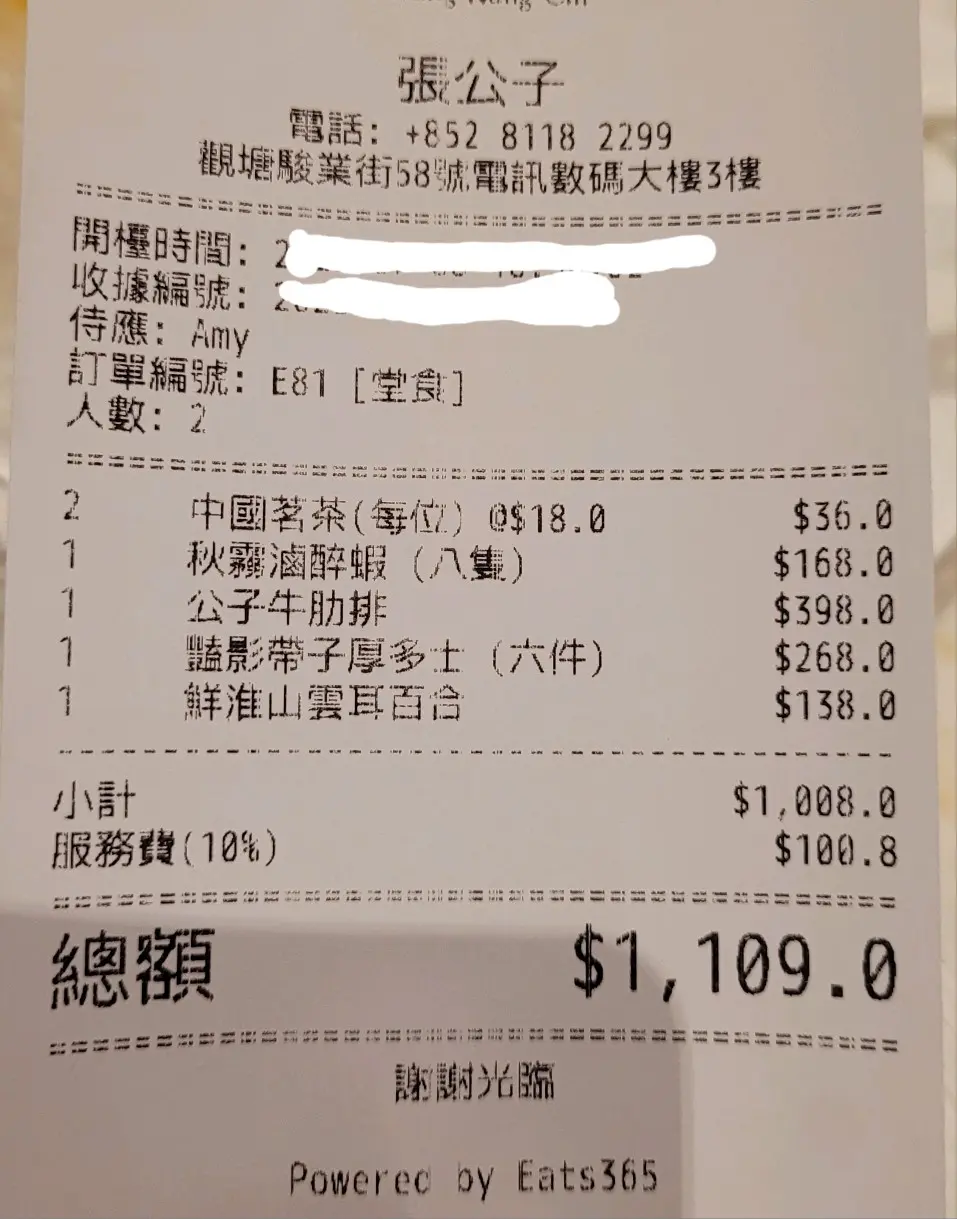 張公子
電話: +852 8118 2299
觀塘駿業街58號電訊數碼大樓3樓
開檯時間: 2
收據編號: 202
侍應: Amy
訂單編號: E81 [堂食]
人數: 2
2 中國茗茶(每位) @$18.0 $36.0
1 秋霧滷醉蝦 (八隻) $168.0
1 公子牛肋排 $398.0
1 豔影帶子厚多士 (六件) $268.0
1 鮮淮山雲耳百合 $138.0
小計 $1,008.0
服務費(10%) $100.8
總額 $1,109.0
謝謝光臨
Powered by Eats365